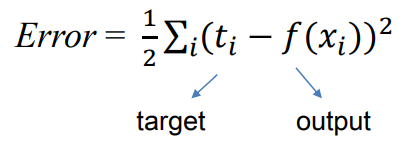 Error = ½ ∑ᵢ(tᵢ − f(xᵢ))²
target output